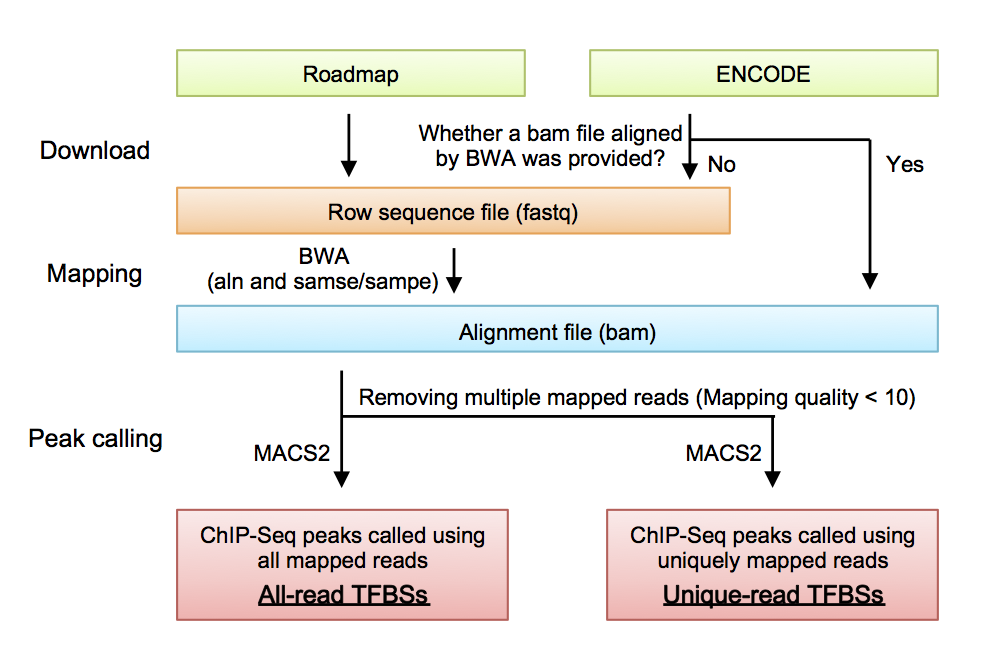 Roadmap
ENCODE
Download
Whether a bam file aligned
by BWA was provided?
No
Yes
Row sequence file (fastq)
Mapping
BWA
(aln and samse/sampe)
Alignment file (bam)
Removing multiple mapped reads (Mapping quality < 10)
Peak calling
MACS2
MACS2
ChIP-Seq peaks called using
all mapped reads
All-read TFBSs
ChIP-Seq peaks called using
uniquely mapped reads
Unique-read TFBSs